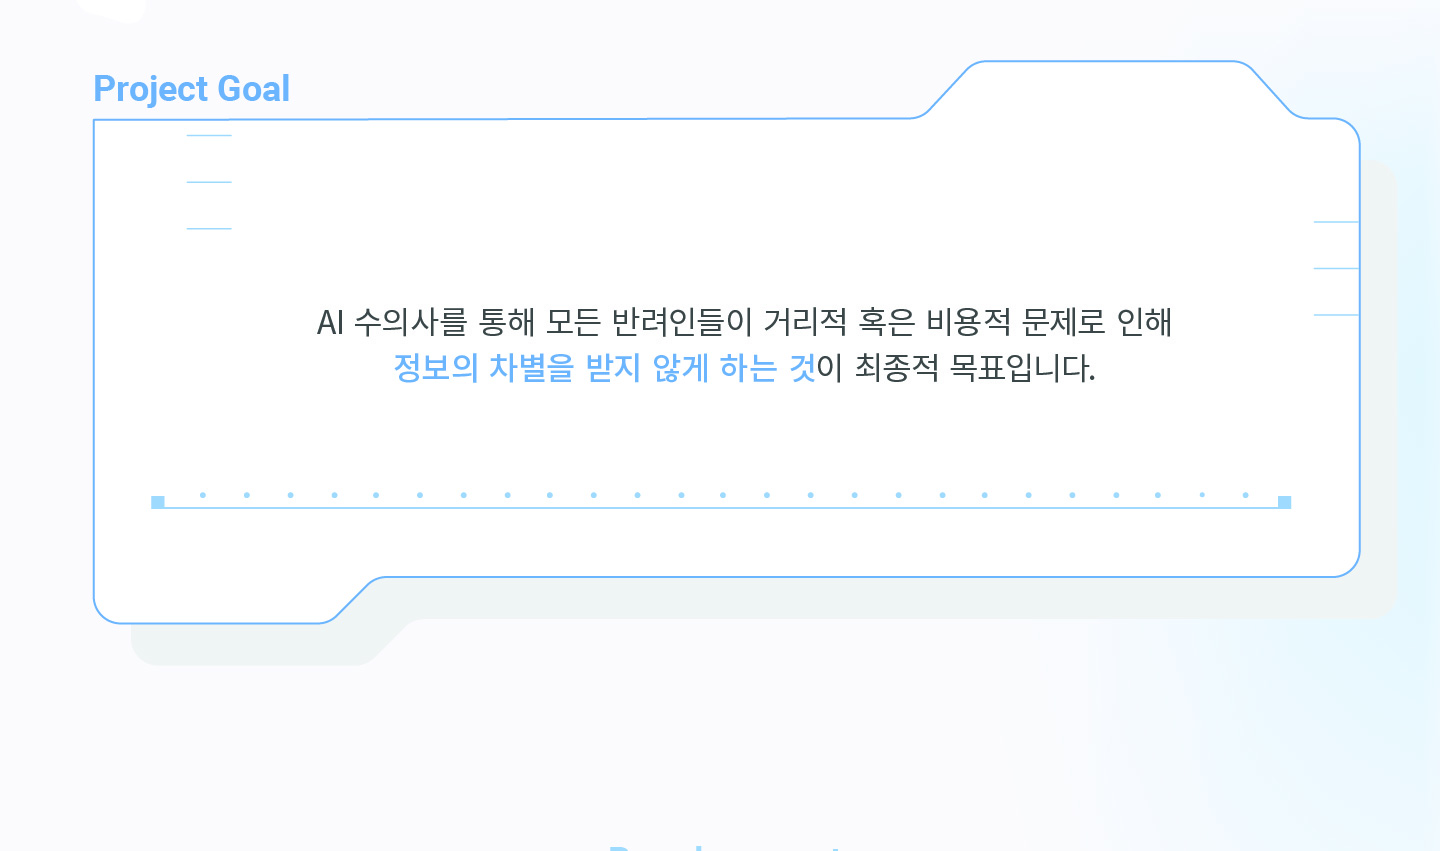 Project Goal
AI 수의사를 통해 모든 반려인들이 거리적 혹은 비용적 문제로 인해
정보의 차별을 받지 않게 하는 것이 최종적 목표입니다.